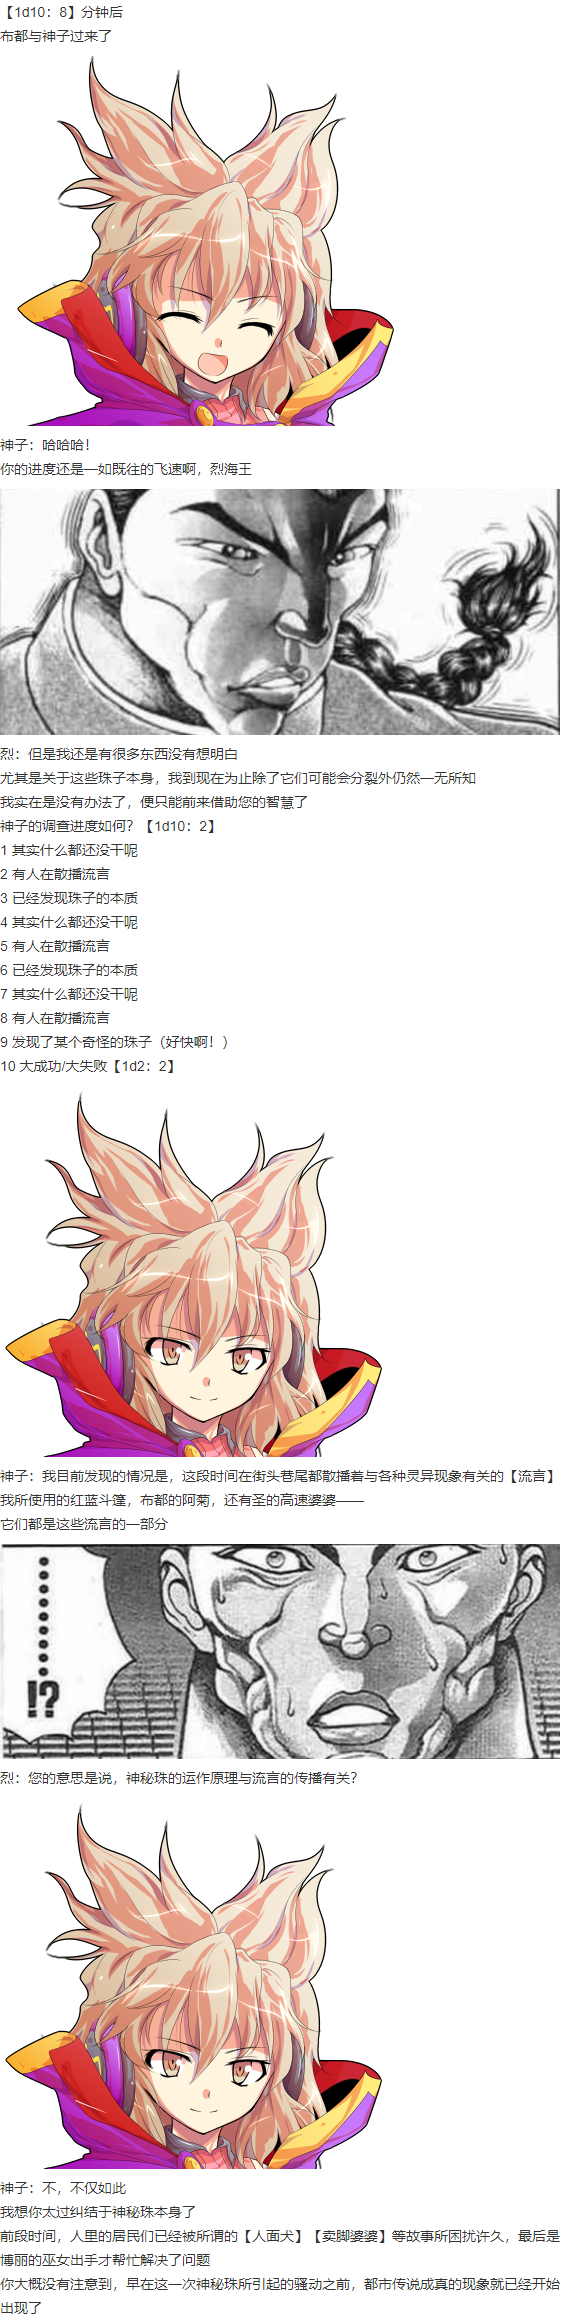 【1d10：8】分钟后
布都与神子过来了
神子：哈哈哈！
你的进度还是一如既往的飞速啊，烈海王
烈：但是我还是有很多东西没有想明白
尤其是关于这些珠子本身，我到现在为止除了它们可能会分裂外仍然一无所知
我实在是没有办法了，便只能前来借助您的智慧了
神子的调查进度如何？【1d10：2】
1 其实什么都还没干呢
2 有人在散播流言
3 已经发现珠子的本质
4 其实什么都还没干呢
5 有人在散播流言
6 已经发现珠子的本质
7 其实什么都还没干呢
8 有人在散播流言
9 发现了某个奇怪的珠子（好快啊！）
10 大成功/大失败【1d2：2】
神子：我目前发现的情况是，这段时间在街头巷尾都散播着与各种灵异现象有关的【流言】
我所使用的红蓝斗篷，布都的阿菊，还有圣的高速婆婆——
它们都是这些流言的一部分
………!?
烈：您的意思是说，神秘珠的运作原理与流言的传播有关？
神子：不，不仅如此
我想你太过纠结于神秘珠本身了
前段时间，人里的居民们已经被所谓的【人面犬】【卖脚婆婆】等故事所困扰许久，最后是
博丽的巫女出手才帮忙解决了问题
你大概没有注意到，早在这一次神秘珠所引起的骚动之前，都市传说成真的现象就已经开始
出现了